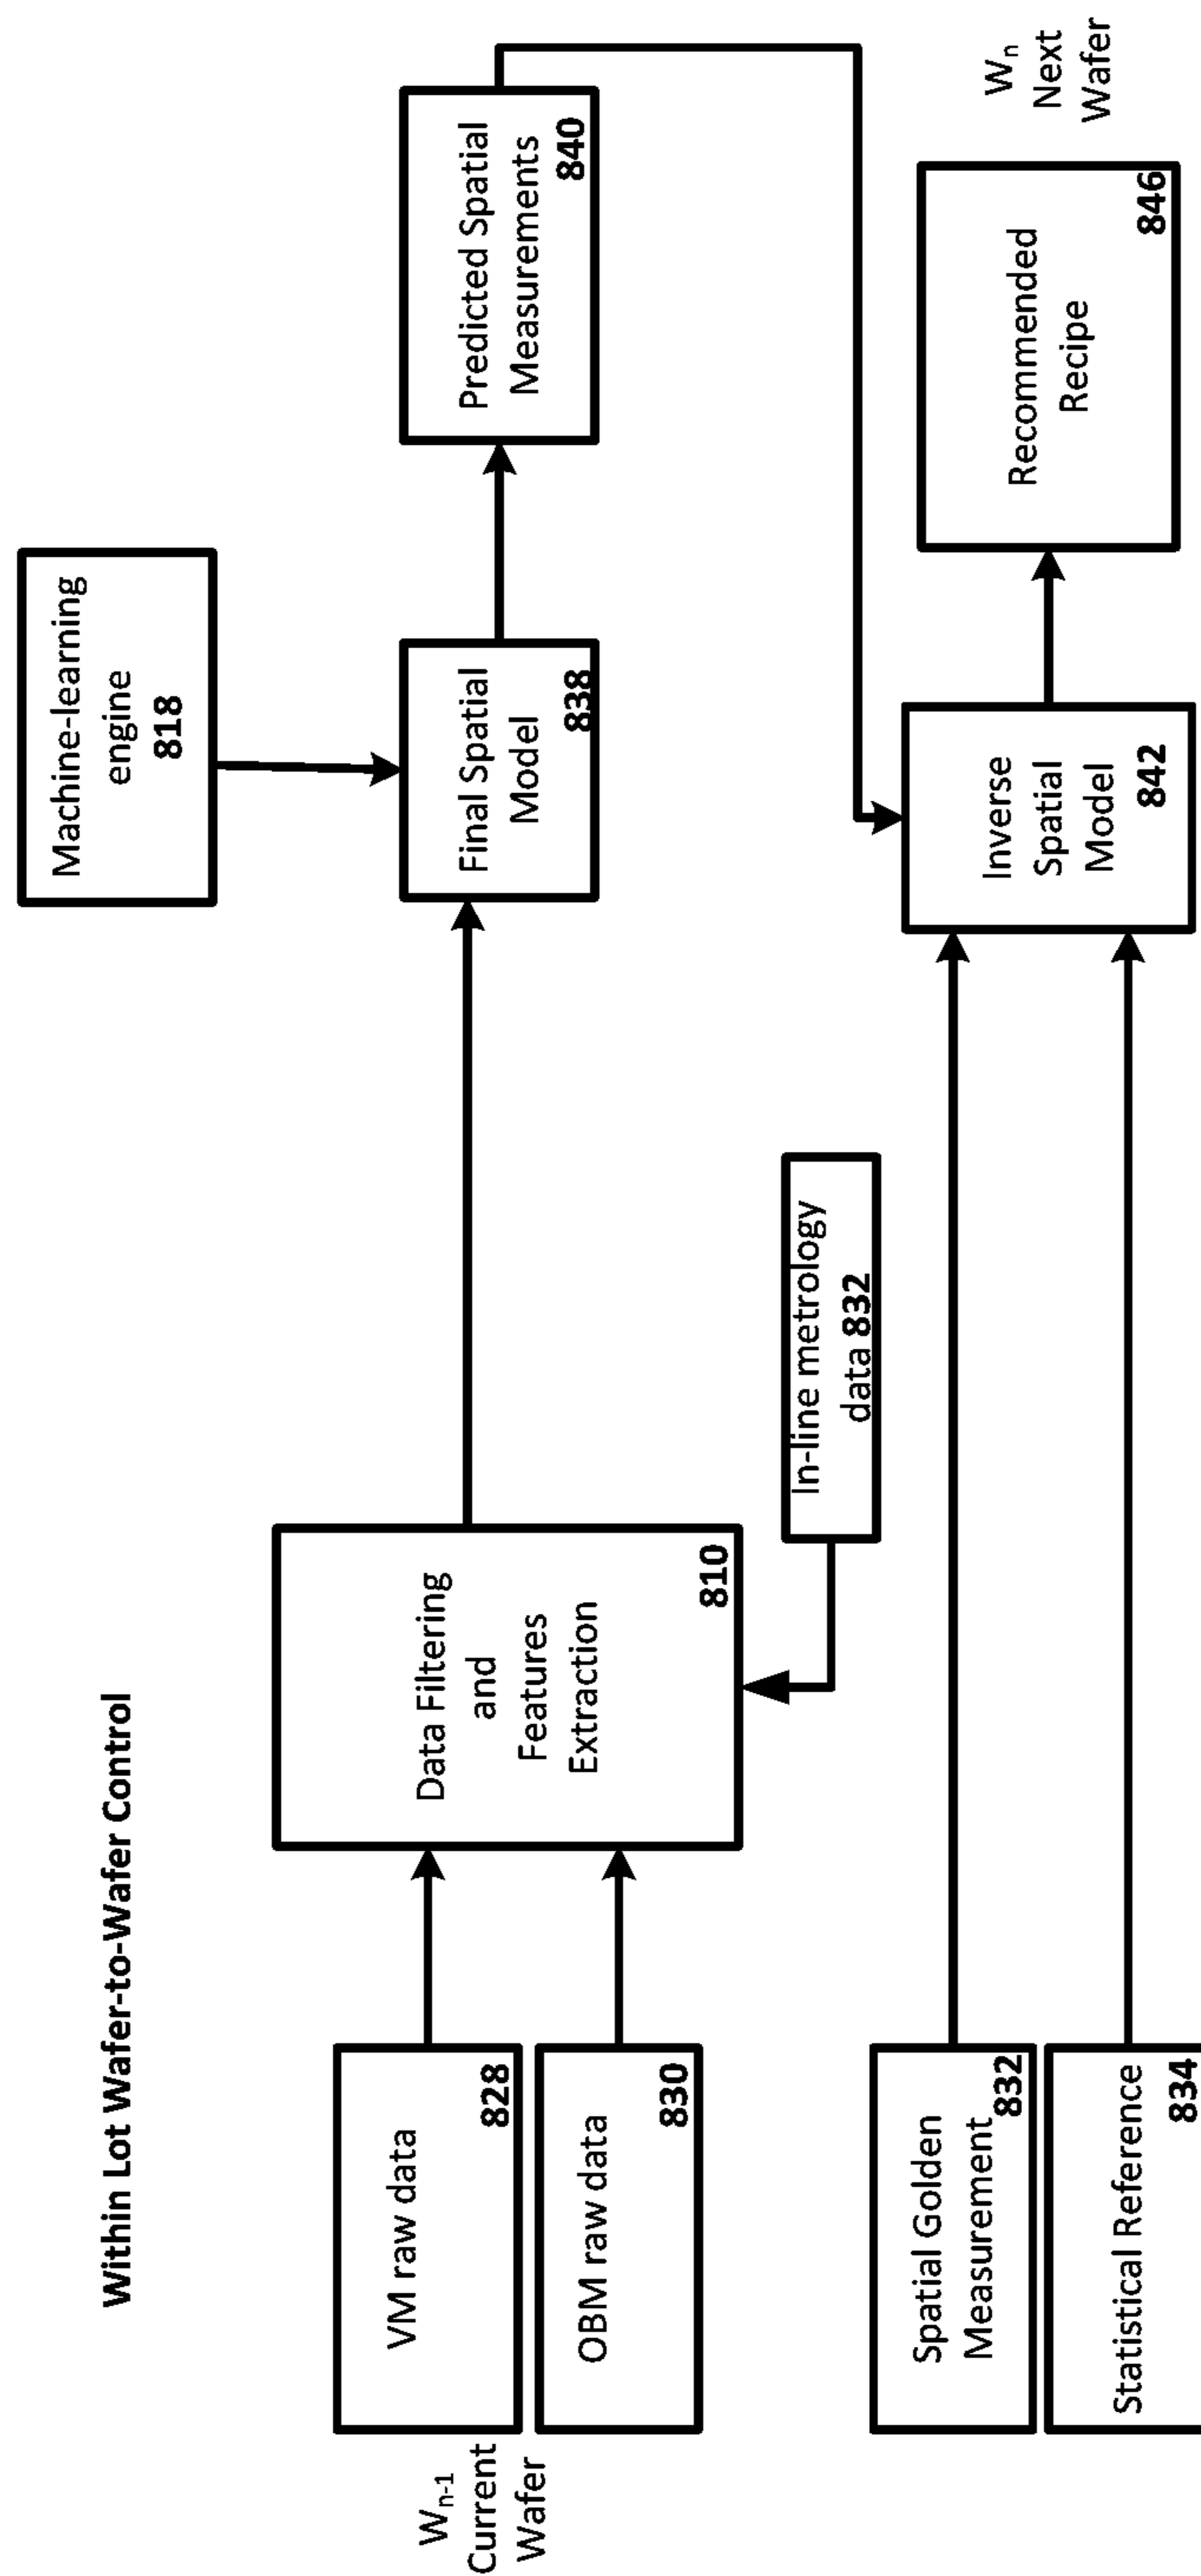 Within Lot Wafer-to-Wafer Control
Machine-learning
engine
818
Wn-1
Current
Wafer
VM raw data
828
OBM raw data
830
Data Filtering
and
Features
Extraction
810
Final Spatial
Model
838
Predicted Spatial
Measurements
840
In-line metrology
data 832
Spatial Golden
Measurement
832
Statistical Reference
834
Inverse
Spatial
Model
842
Recommended
Recipe
846
Wn
Next
Wafer